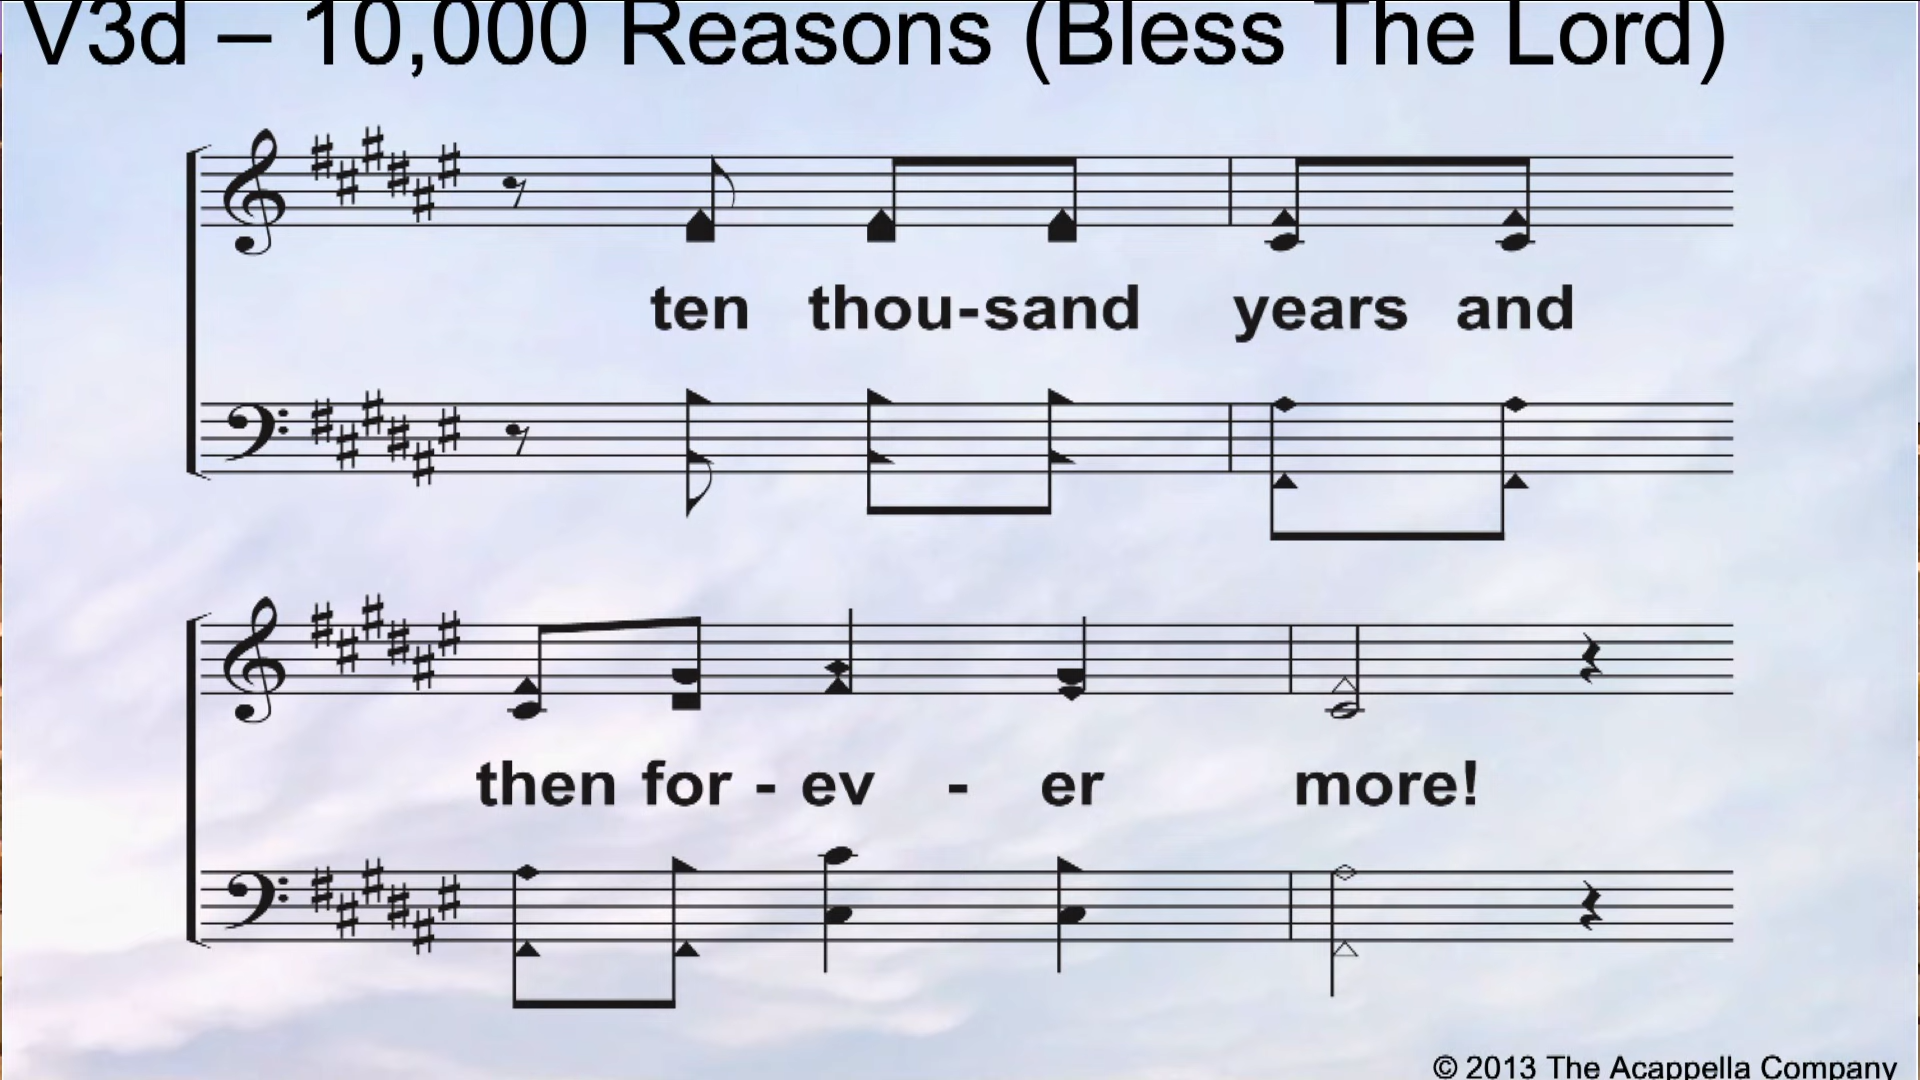 V3d – 10,000 Reasons (Bless The Lord)
ten thou-sand years and
then for - ev - er more!
© 2013 The Acappella Company